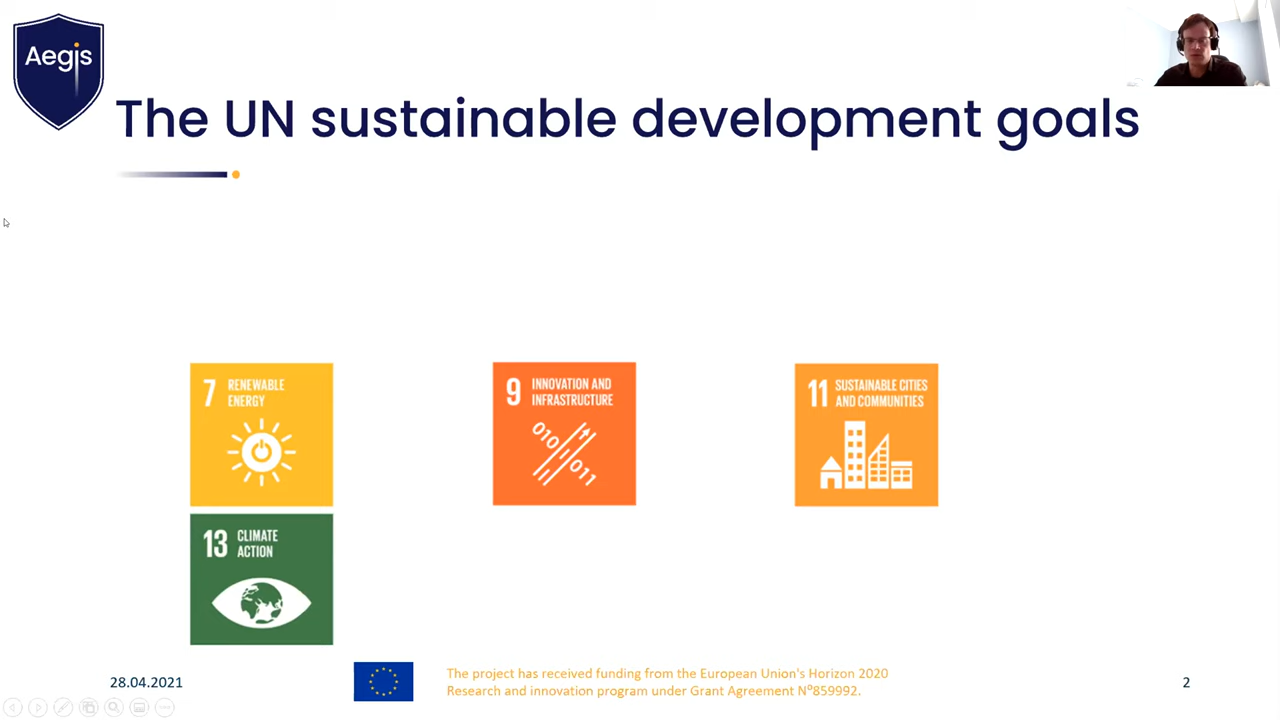 Aegis
The UN sustainable development goals
7 RENEWABLE
ENERGY
9 INNOVATION AND
INFRASTRUCTURE
010
011
11 SUSTAINABLE CITIES
AND COMMUNITIES
13 CLIMATE
ACTION
28.04.2021
The project has received funding from the European Union's Horizon 2020
Research and innovation program under Grant Agreement Nº859992.
2